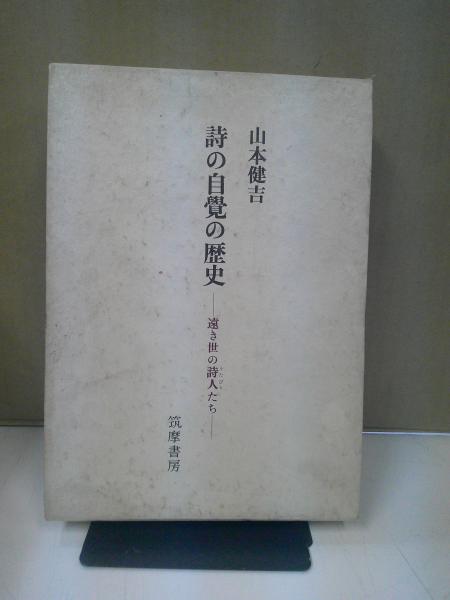 山本健吉
詩の自覺の歴史
―遠き世の詩人たち―
筑摩書房